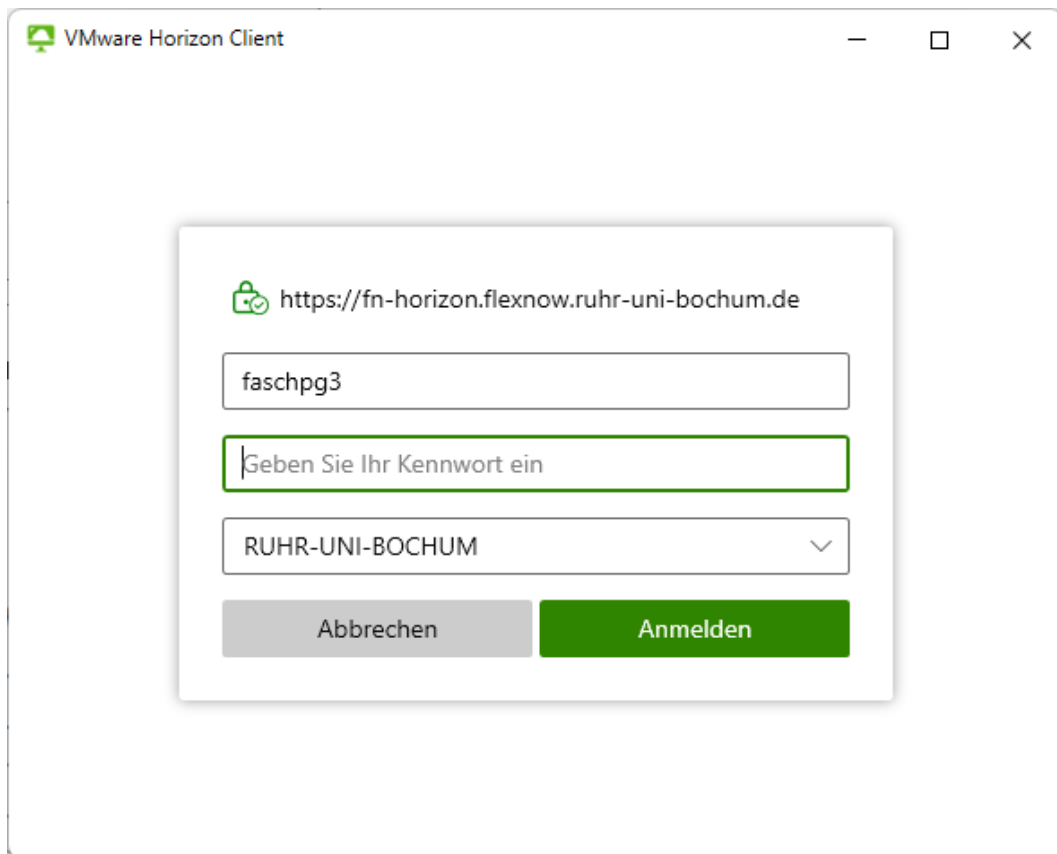 VMware Horizon Client
https://fn-horizon.flexnow.ruhr-uni-bochum.de
faschpg3
Geben Sie Ihr Kennwort ein
RUHR-UNI-BOCHUM
Abbrechen
Anmelden